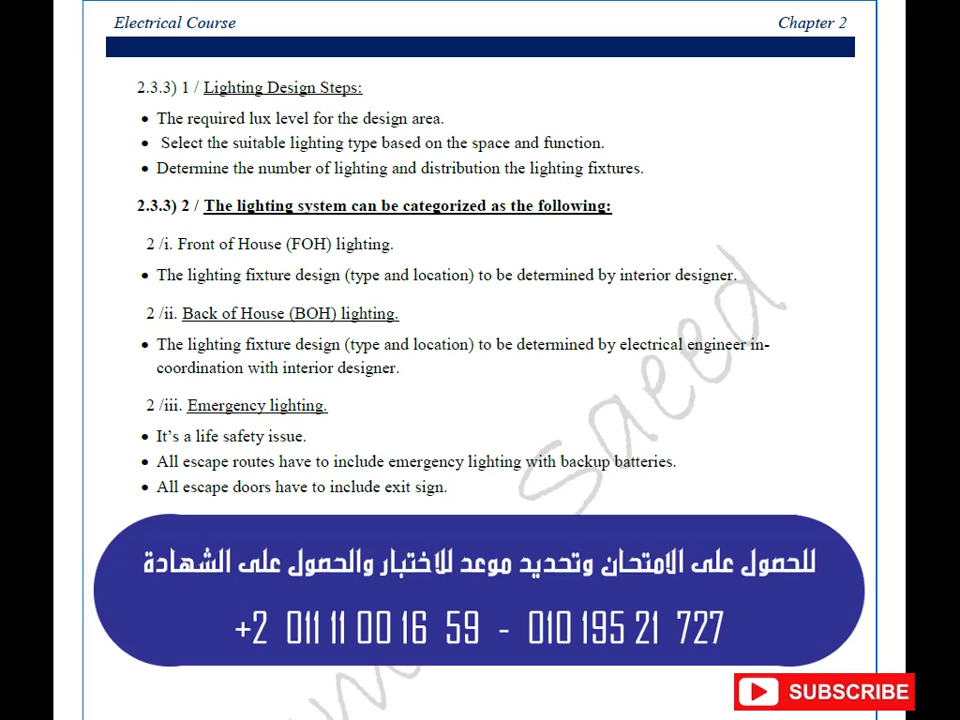 Electrical Course Chapter 2
2.3.3) 1 / Lighting Design Steps:
• The required lux level for the design area.
• Select the suitable lighting type based on the space and function.
• Determine the number of lighting and distribution the lighting fixtures.
2.3.3) 2 / The lighting system can be categorized as the following:
2 /i. Front of House (FOH) lighting.
• The lighting fixture design (type and location) to be determined by interior designer.
2 /ii. Back of House (BOH) lighting.
• The lighting fixture design (type and location) to be determined by electrical engineer in-
coordination with interior designer.
2 /iii. Emergency lighting.
• It’s a life safety issue.
• All escape routes have to include emergency lighting with backup batteries.
• All escape doors have to include exit sign.
Saeed
للحصول على الامتحان وتحديد موعد للاختبار والحصول على الشهادة
+2 011 11 00 16 59 - 010 195 21 727
SUBSCRIBE